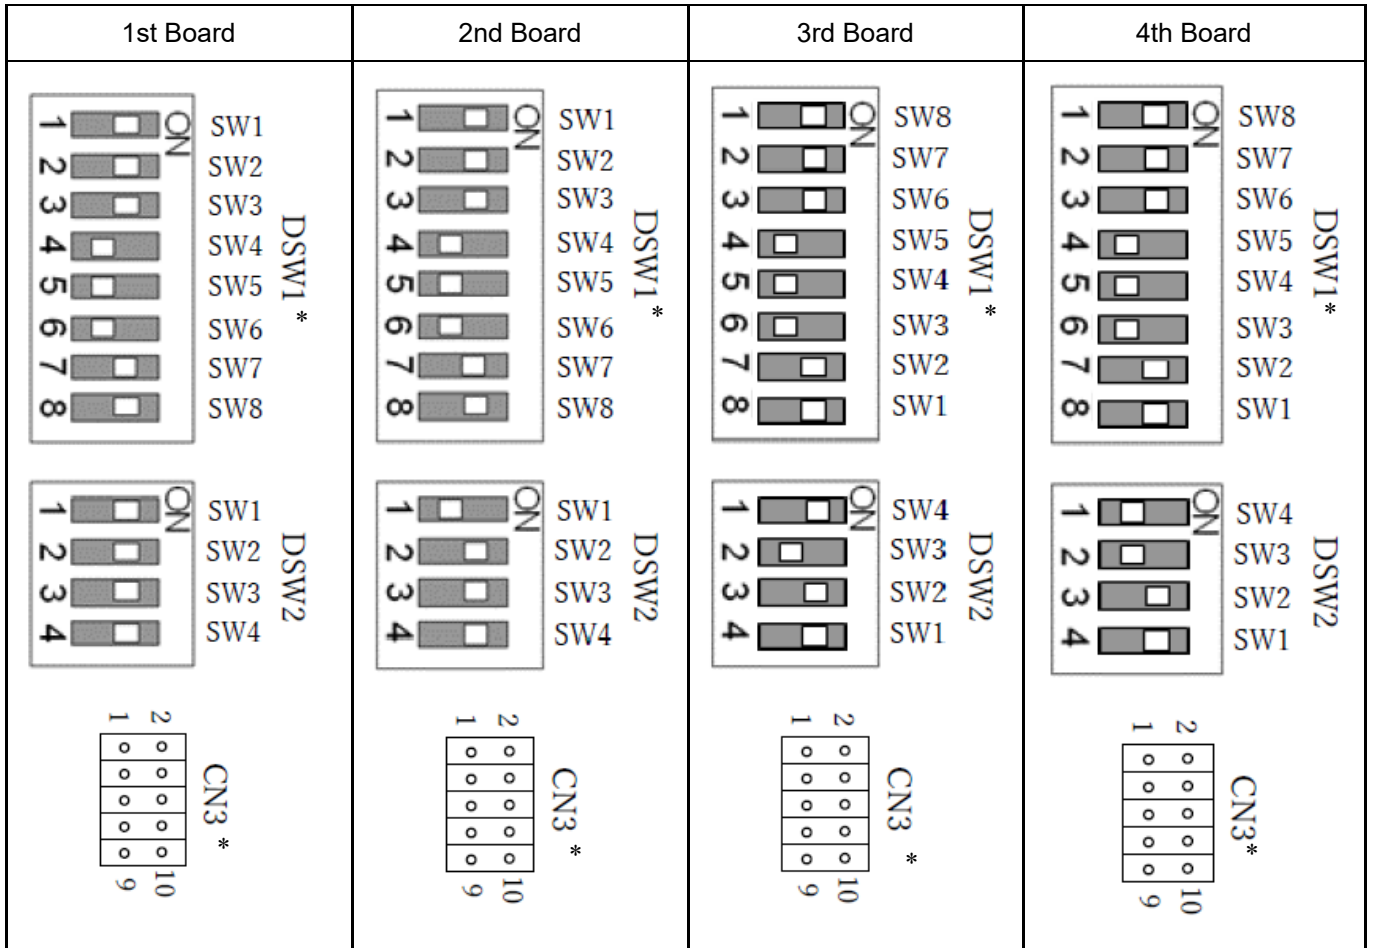 1st Board
2nd Board
3rd Board
4th Board
ON
1 SW1
2 SW2
3 SW3
4 SW4
5 SW5
6 SW6
7 SW7
8 SW8
DSW1 *
ON
1 SW1
2 SW2
3 SW3
4 SW4
DSW2
1 2
CN3 *
9 10
ON
1 SW1
2 SW2
3 SW3
4 SW4
5 SW5
6 SW6
7 SW7
8 SW8
DSW1 *
ON
1 SW1
2 SW2
3 SW3
4 SW4
DSW2
1 2
CN3 *
9 10
ON
1 SW8
2 SW7
3 SW6
4 SW5
5 SW4
6 SW3
7 SW2
8 SW1
DSW1 *
ON
1 SW4
2 SW3
3 SW2
4 SW1
DSW2
1 2
CN3 *
9 10
ON
1 SW8
2 SW7
3 SW6
4 SW5
5 SW4
6 SW3
7 SW2
8 SW1
DSW1 *
ON
1 SW4
2 SW3
3 SW2
4 SW1
DSW2
1 2
CN3*
9 10